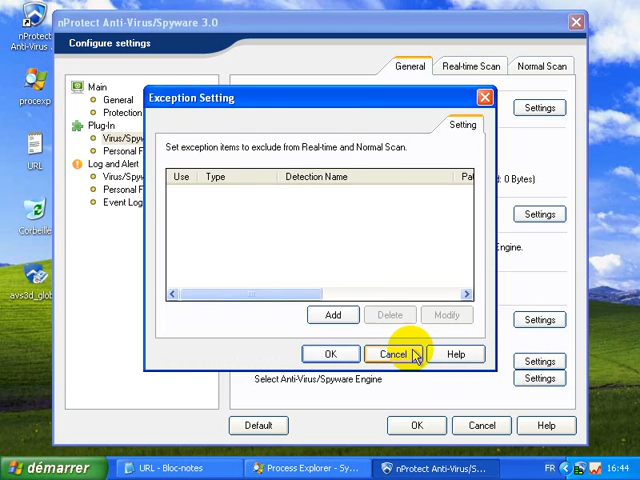 nProtect
Anti-Virus ...
procexp
URL
Corbeille
avs3d_glob
nProtect Anti-Virus/Spyware 3.0
Configure settings
General
Real-time Scan
Normal Scan
Main
General
Protection
Plug-In
Virus/Spyw
Personal F
Log and Alert
Virus/Spyw
Personal F
Event Log
Settings
d: 0 Bytes)
Settings
Engine.
Settings
Settings
Select Anti-Virus/Spyware Engine
Settings
Exception Setting
Setting
Set exception items to exclude from Real-time and Normal Scan.
Use Type Detection Name Pat
Add Delete Modify
OK Cancel Help
Default OK Cancel Help
démarrer
URL - Bloc-notes
Process Explorer - Sy...
nProtect Anti-Virus/S...
FR
16:44